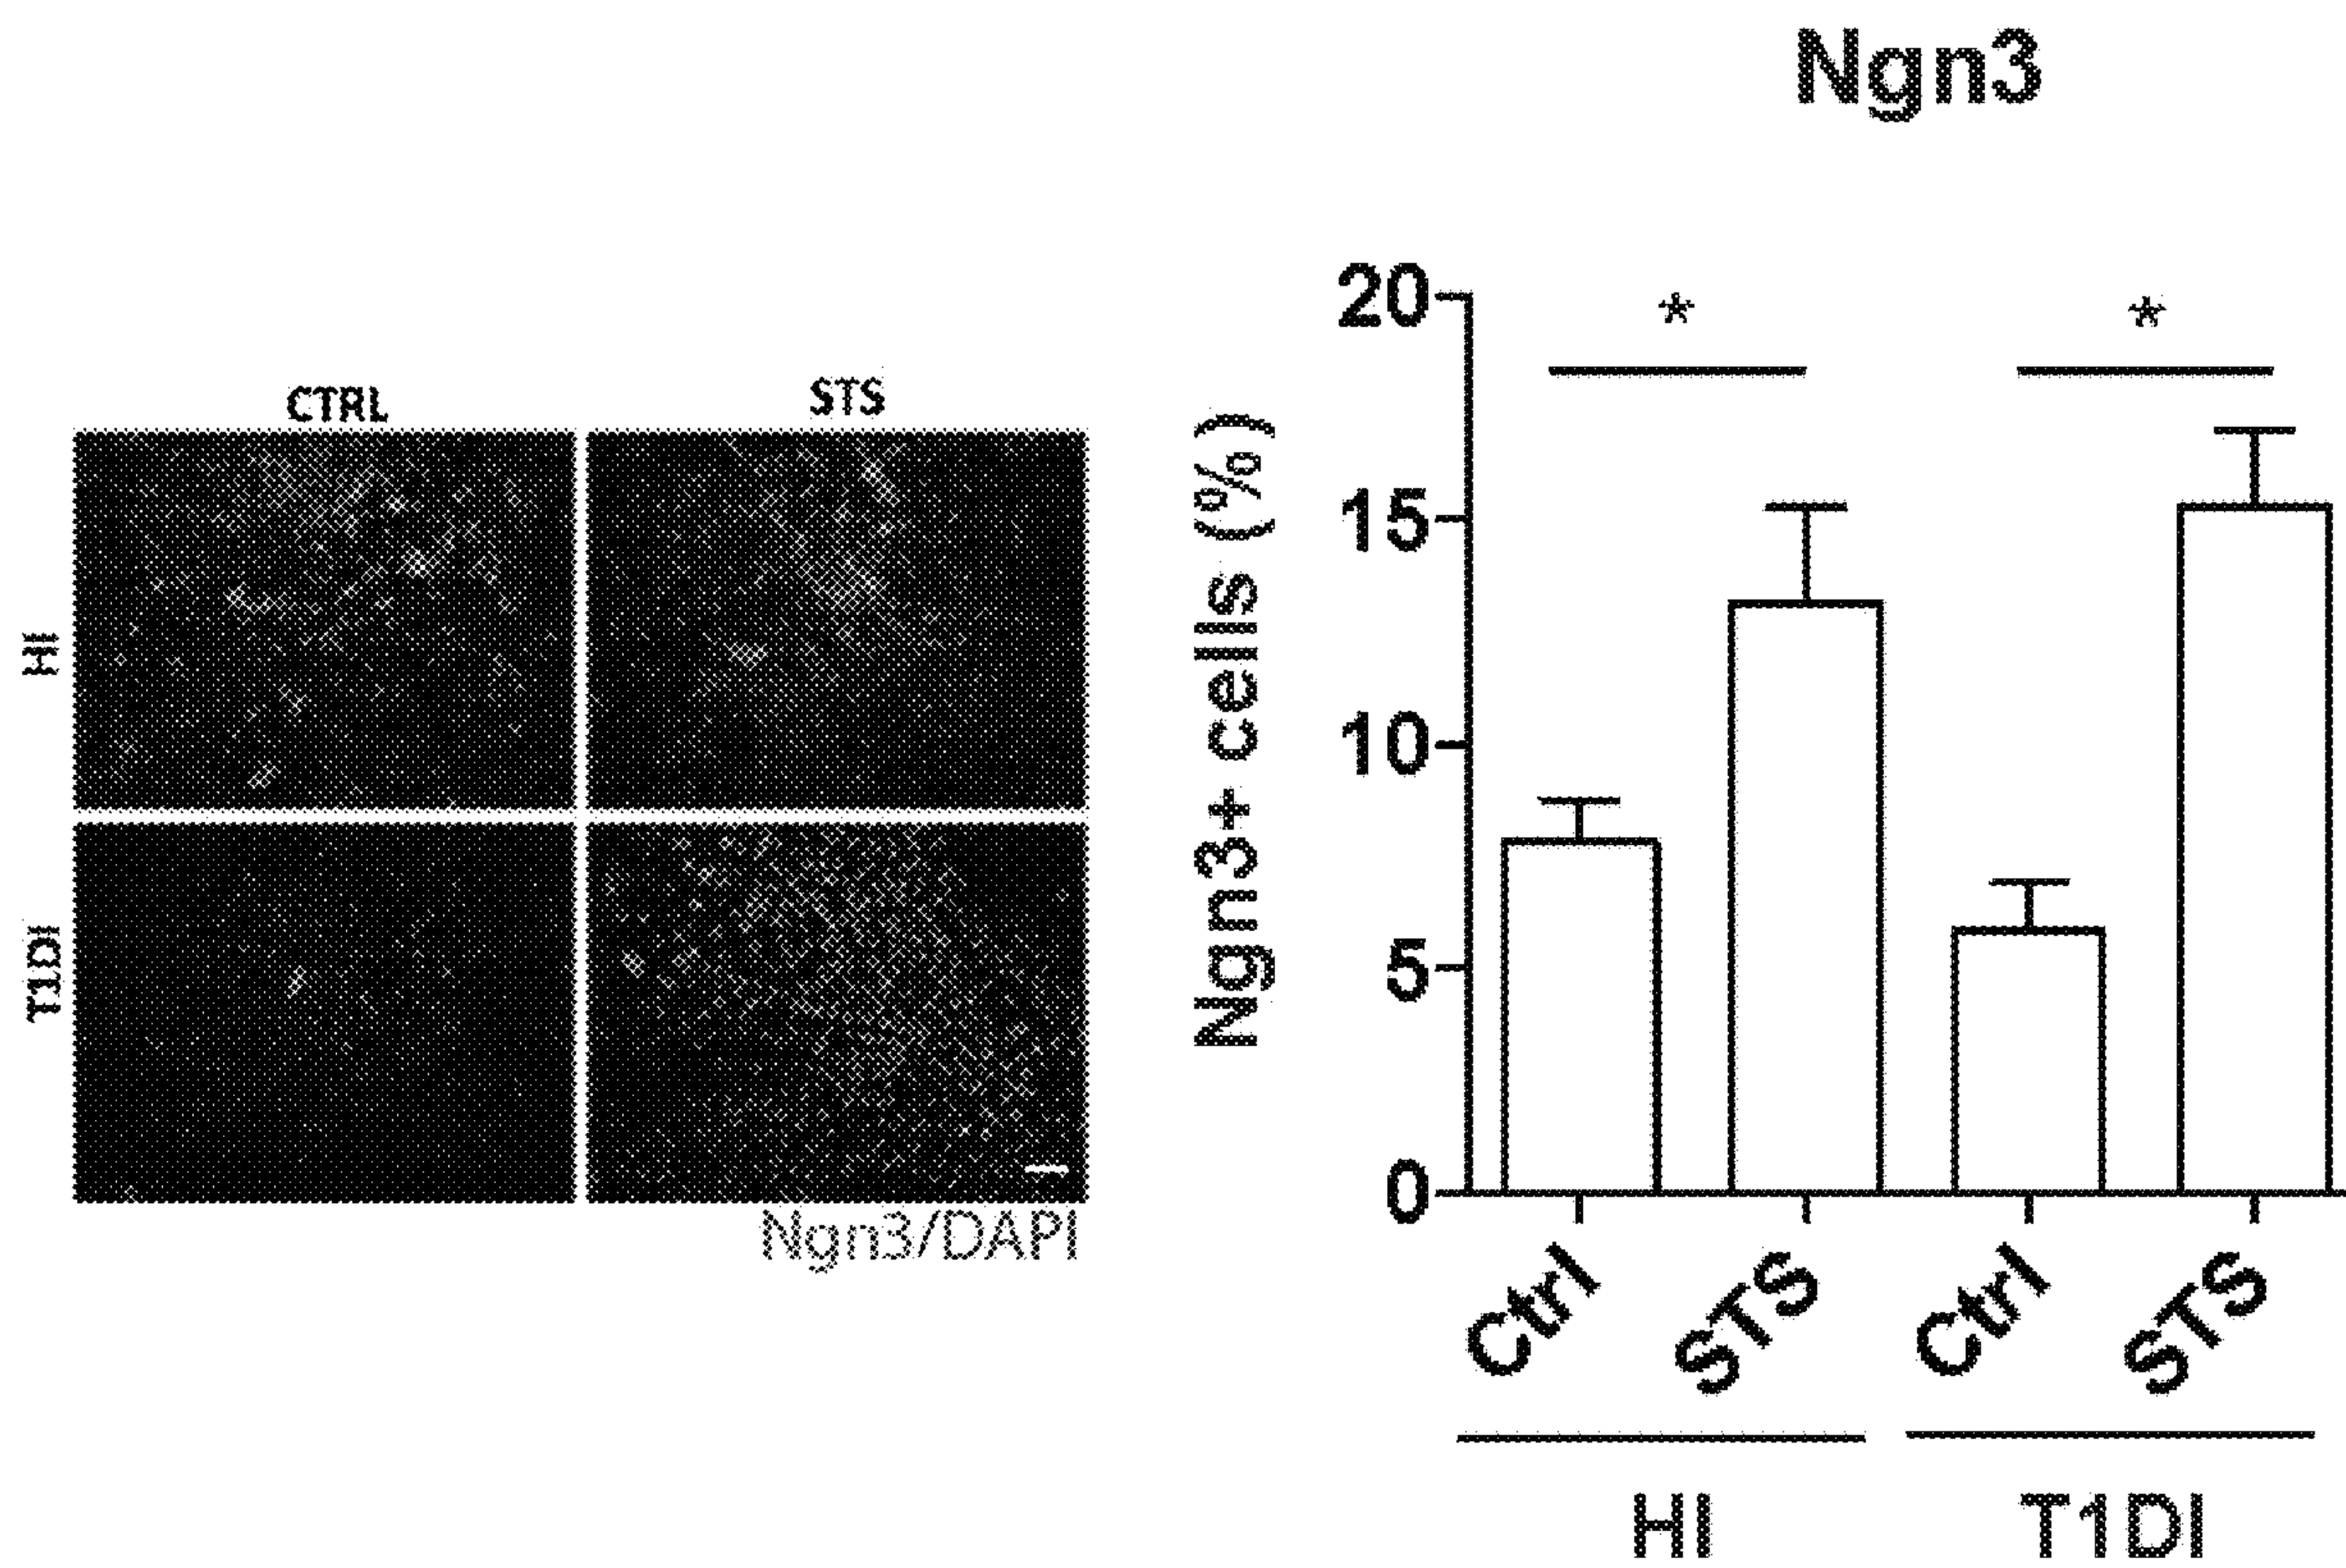 Ngn3
CTRL
STS
HI
T1DI
Ngn3/DAPI
Ngn3+ cells (%)
20
15
10
5
0
*
*
Ctrl
STS
Ctrl
STS
HI
T1DI